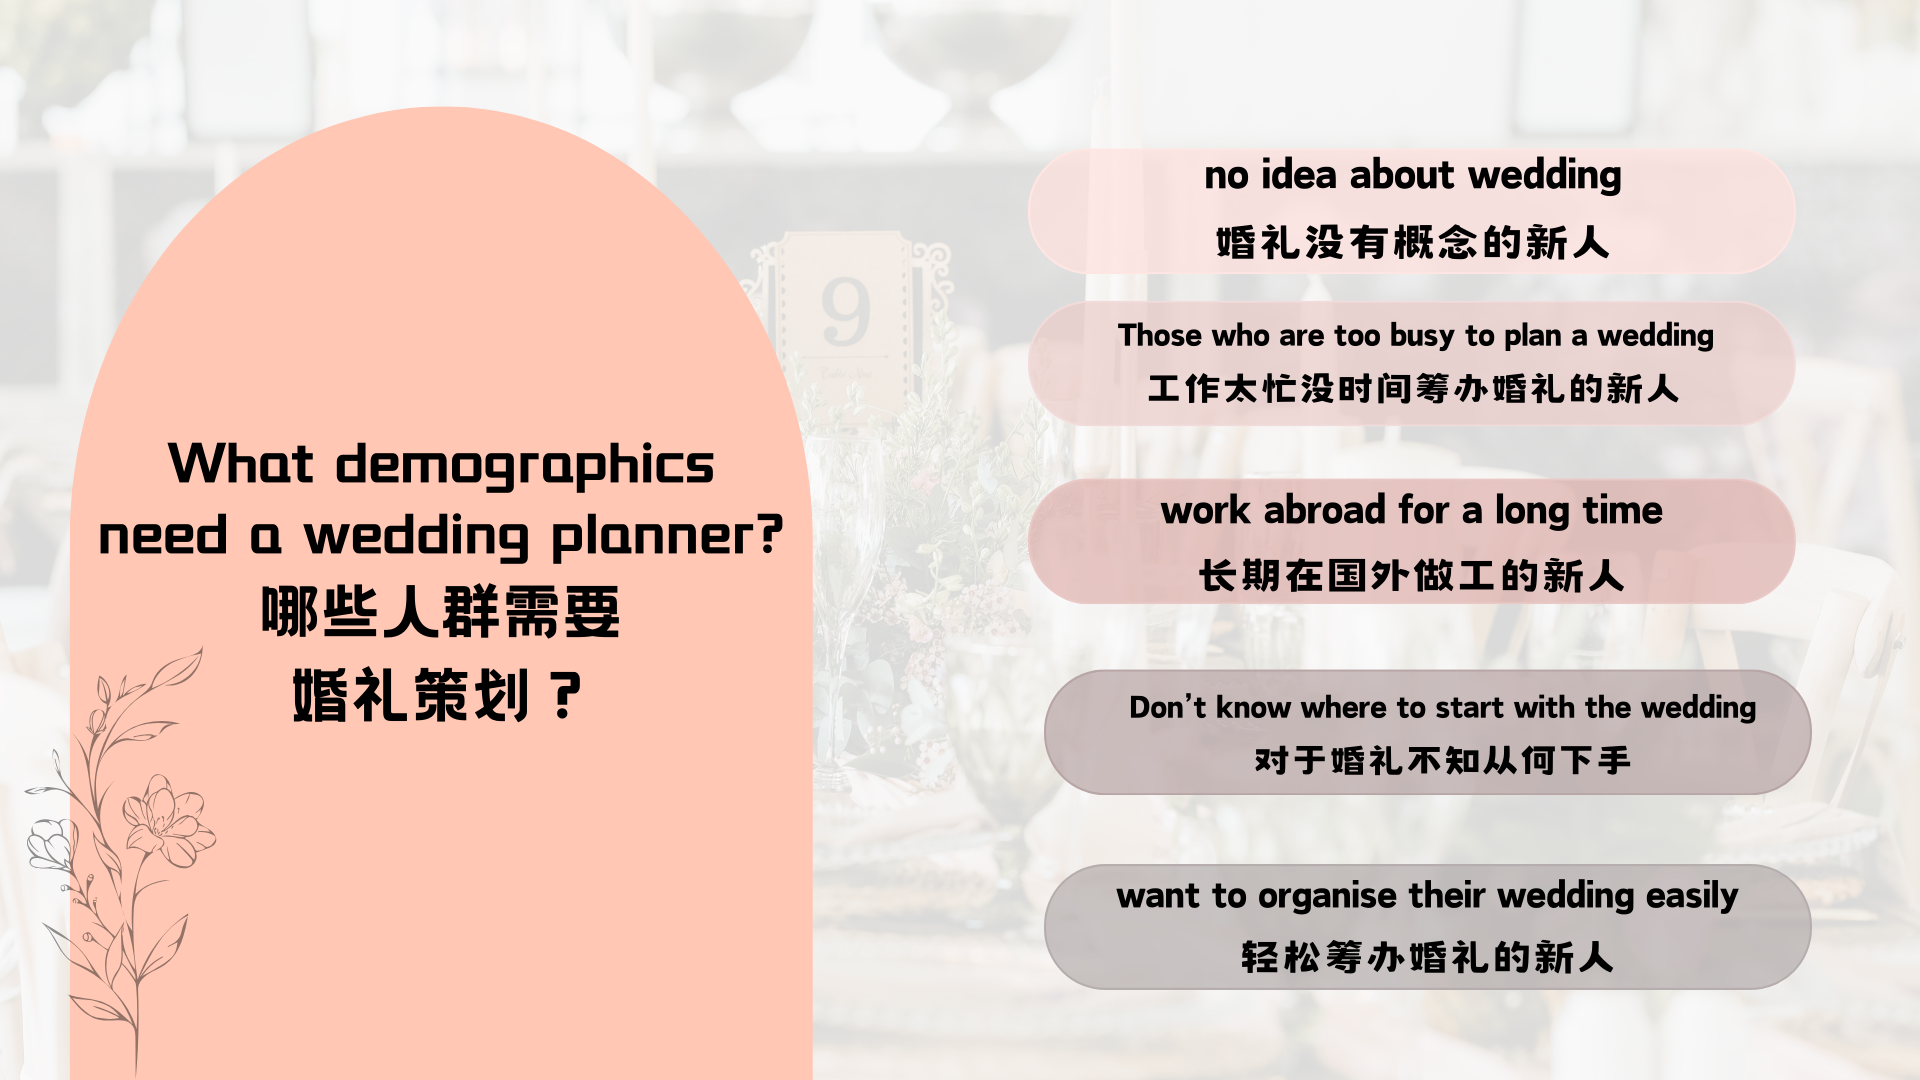 What demographics
need a wedding planner?
哪些人群需要
婚礼策划？
no idea about wedding
婚礼没有概念的新人
Those who are too busy to plan a wedding
工作太忙没时间筹办婚礼的新人
work abroad for a long time
长期在国外做工的新人
Don’t know where to start with the wedding
对于婚礼不知从何下手
want to organise their wedding easily
轻松筹办婚礼的新人
9